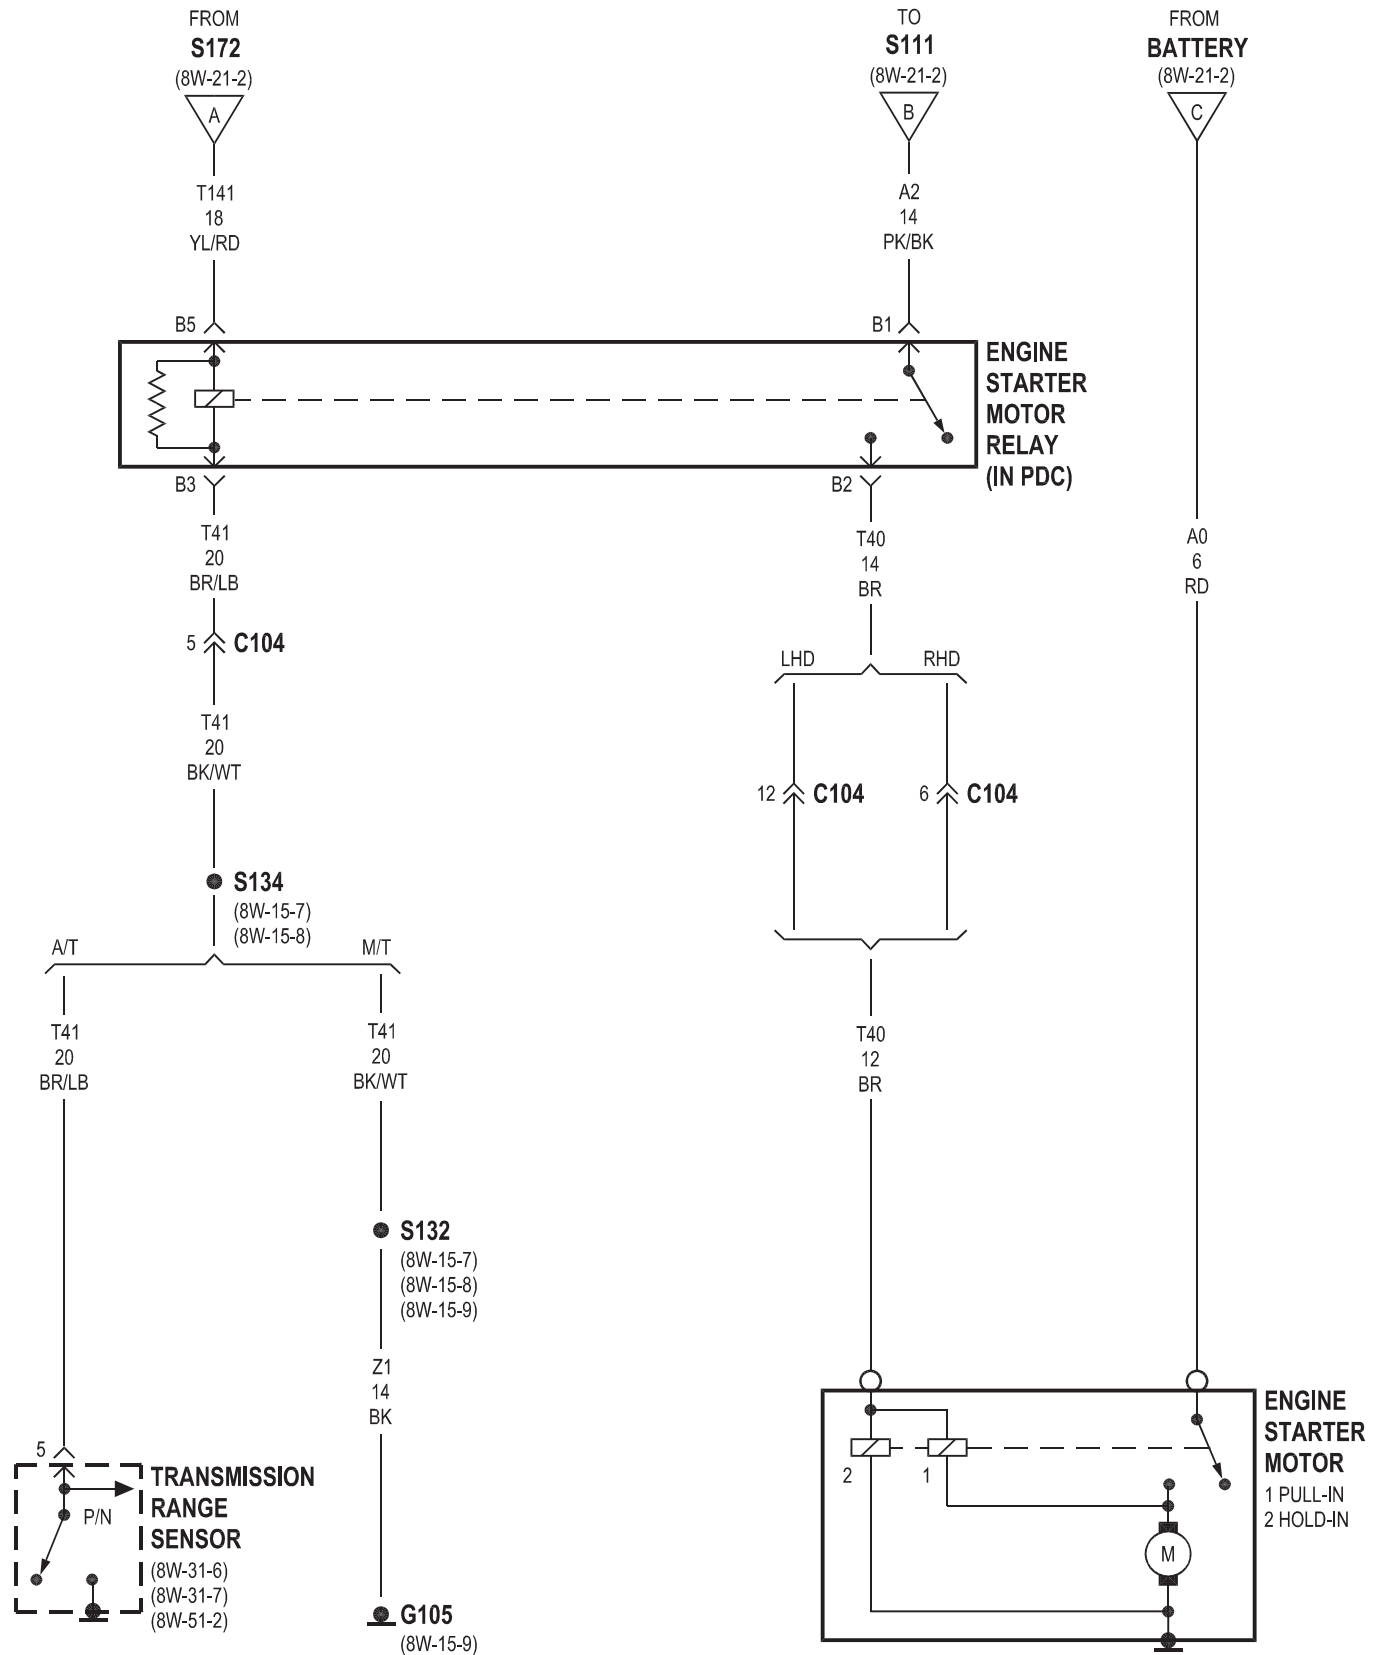 FROM
S172
(8W-21-2)
A
TO
S111
(8W-21-2)
B
FROM
BATTERY
(8W-21-2)
C
T141
18
YL/RD
A2
14
PK/BK
B5
B1
ENGINE
STARTER
MOTOR
RELAY
(IN PDC)
B3
B2
T41
20
BR/LB
T40
14
BR
A0
6
RD
5
C104
LHD
RHD
T41
20
BK/WT
12
C104
6
C104
S134
(8W-15-7)
(8W-15-8)
A/T
M/T
T41
20
BR/LB
T41
20
BK/WT
T40
12
BR
S132
(8W-15-7)
(8W-15-8)
(8W-15-9)
Z1
14
BK
5
TRANSMISSION
RANGE
SENSOR
(8W-31-6)
(8W-31-7)
(8W-51-2)
P/N
G105
(8W-15-9)
2
1
M
ENGINE
STARTER
MOTOR
1 PULL-IN
2 HOLD-IN